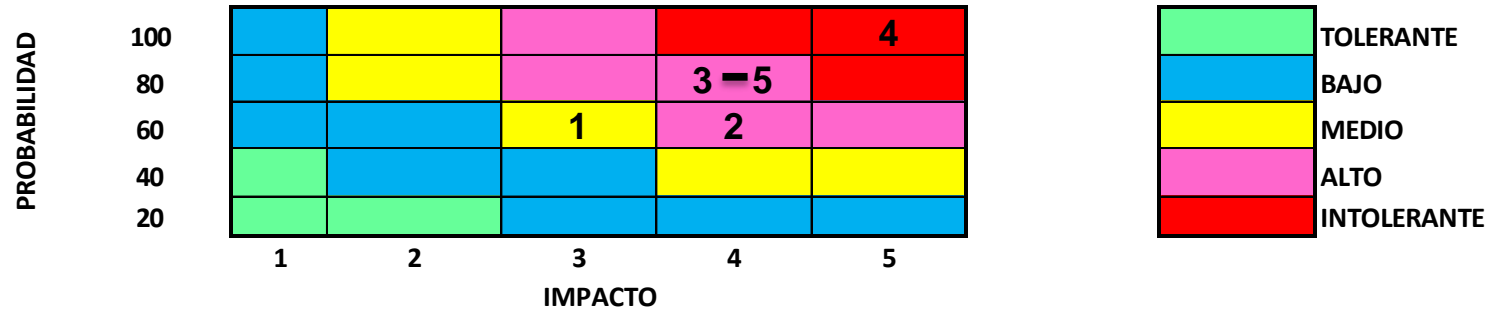 PROBABILIDAD
100 4 TOLERANTE
80 3 - 5 BAJO
60 1 2 MEDIO
40 ALTO
20 INTOLERANTE
1 2 3 4 5
IMPACTO